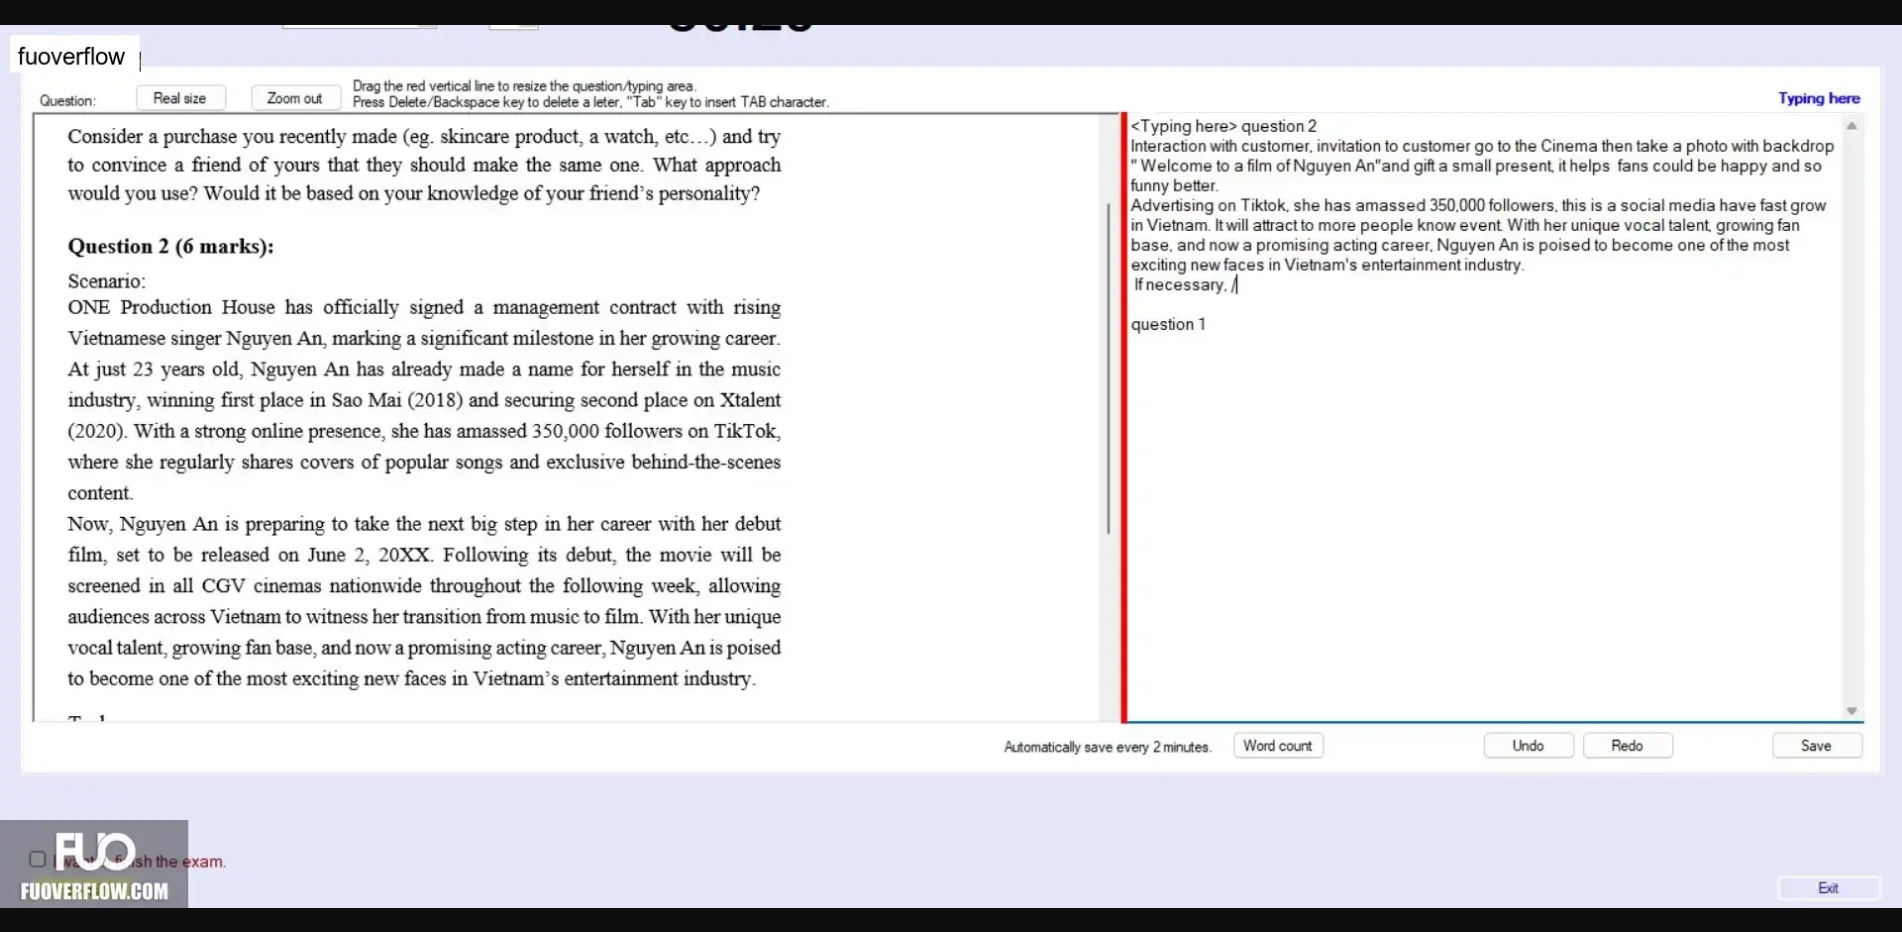 fuoverflow
Question:
Real size
Zoom out
Drag the red vertical line to resize the question/typing area.
Press Delete/Backspace key to delete a leter, "Tab" key to insert TAB character.
Typing here
Consider a purchase you recently made (eg. skincare product, a watch, etc…) and try
to convince a friend of yours that they should make the same one. What approach
would you use? Would it be based on your knowledge of your friend's personality?
Question 2 (6 marks):
Scenario:
ONE Production House has officially signed a management contract with rising
Vietnamese singer Nguyen An, marking a significant milestone in her growing career.
At just 23 years old, Nguyen An has already made a name for herself in the music
industry, winning first place in Sao Mai (2018) and securing second place on Xtalent
(2020). With a strong online presence, she has amassed 350,000 followers on TikTok,
where she regularly shares covers of popular songs and exclusive behind-the-scenes
content.
Now, Nguyen An is preparing to take the next big step in her career with her debut
film, set to be released on June 2, 20XX. Following its debut, the movie will be
screened in all CGV cinemas nationwide throughout the following week, allowing
audiences across Vietnam to witness her transition from music to film. With her unique
vocal talent, growing fan base, and now a promising acting career, Nguyen An is poised
to become one of the most exciting new faces in Vietnam's entertainment industry.
<Typing here> question 2
Interaction with customer, invitation to customer go to the Cinema then take a photo with backdrop
" Welcome to a film of Nguyen An"and gift a small present, it helps  fans could be happy and so
funny better.
Advertising on Tiktok, she has amassed 350,000 followers, this is a social media have fast grow
in Vietnam. It will attract to more people know event. With her unique vocal talent, growing fan
base, and now a promising acting career, Nguyen An is poised to become one of the most
exciting new faces in Vietnam's entertainment industry.
If necessary, /
question 1
Automatically save every 2 minutes.
Word count
Undo
Redo
Save
FUO
finish the exam.
FUOVERFLOW.COM
Exit